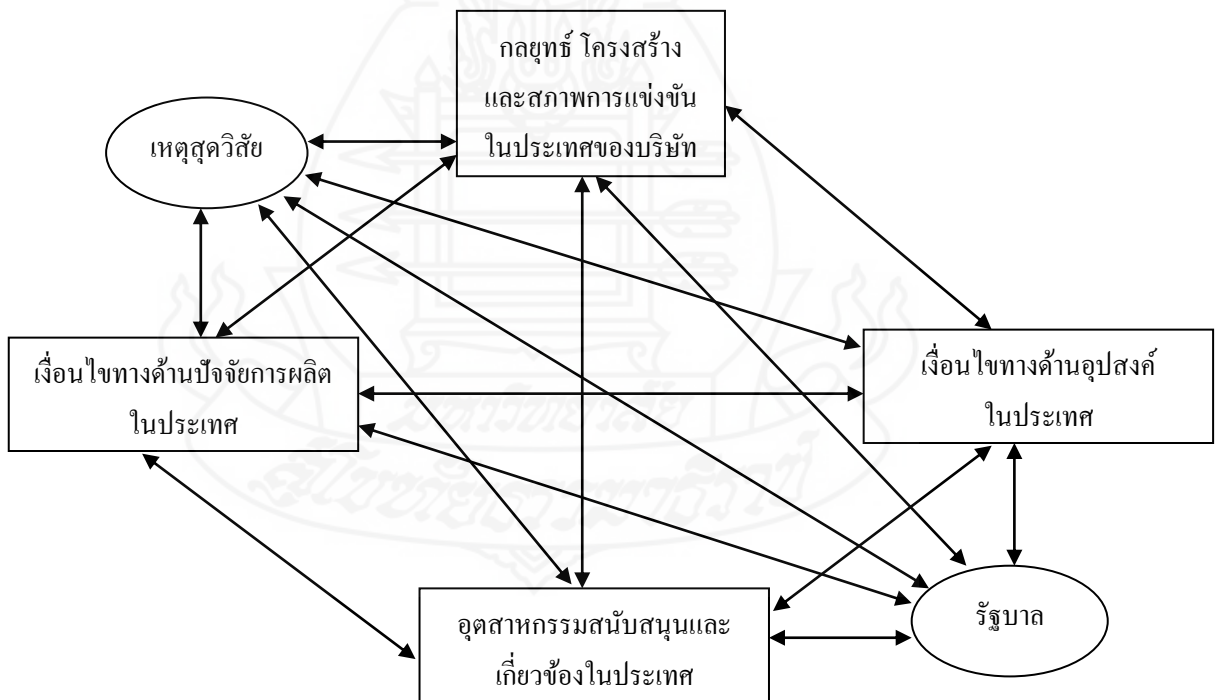 กลยุทธ์ โครงสร้าง
และสภาพการแข่งขัน
ในประเทศของบริษัท
เหตุสุดวิสัย
เงื่อนไขทางด้านปัจจัยการผลิต
ในประเทศ
เงื่อนไขทางด้านอุปสงค์
ในประเทศ
อุตสาหกรรมสนับสนุนและ
เกี่ยวข้องในประเทศ
รัฐบาล